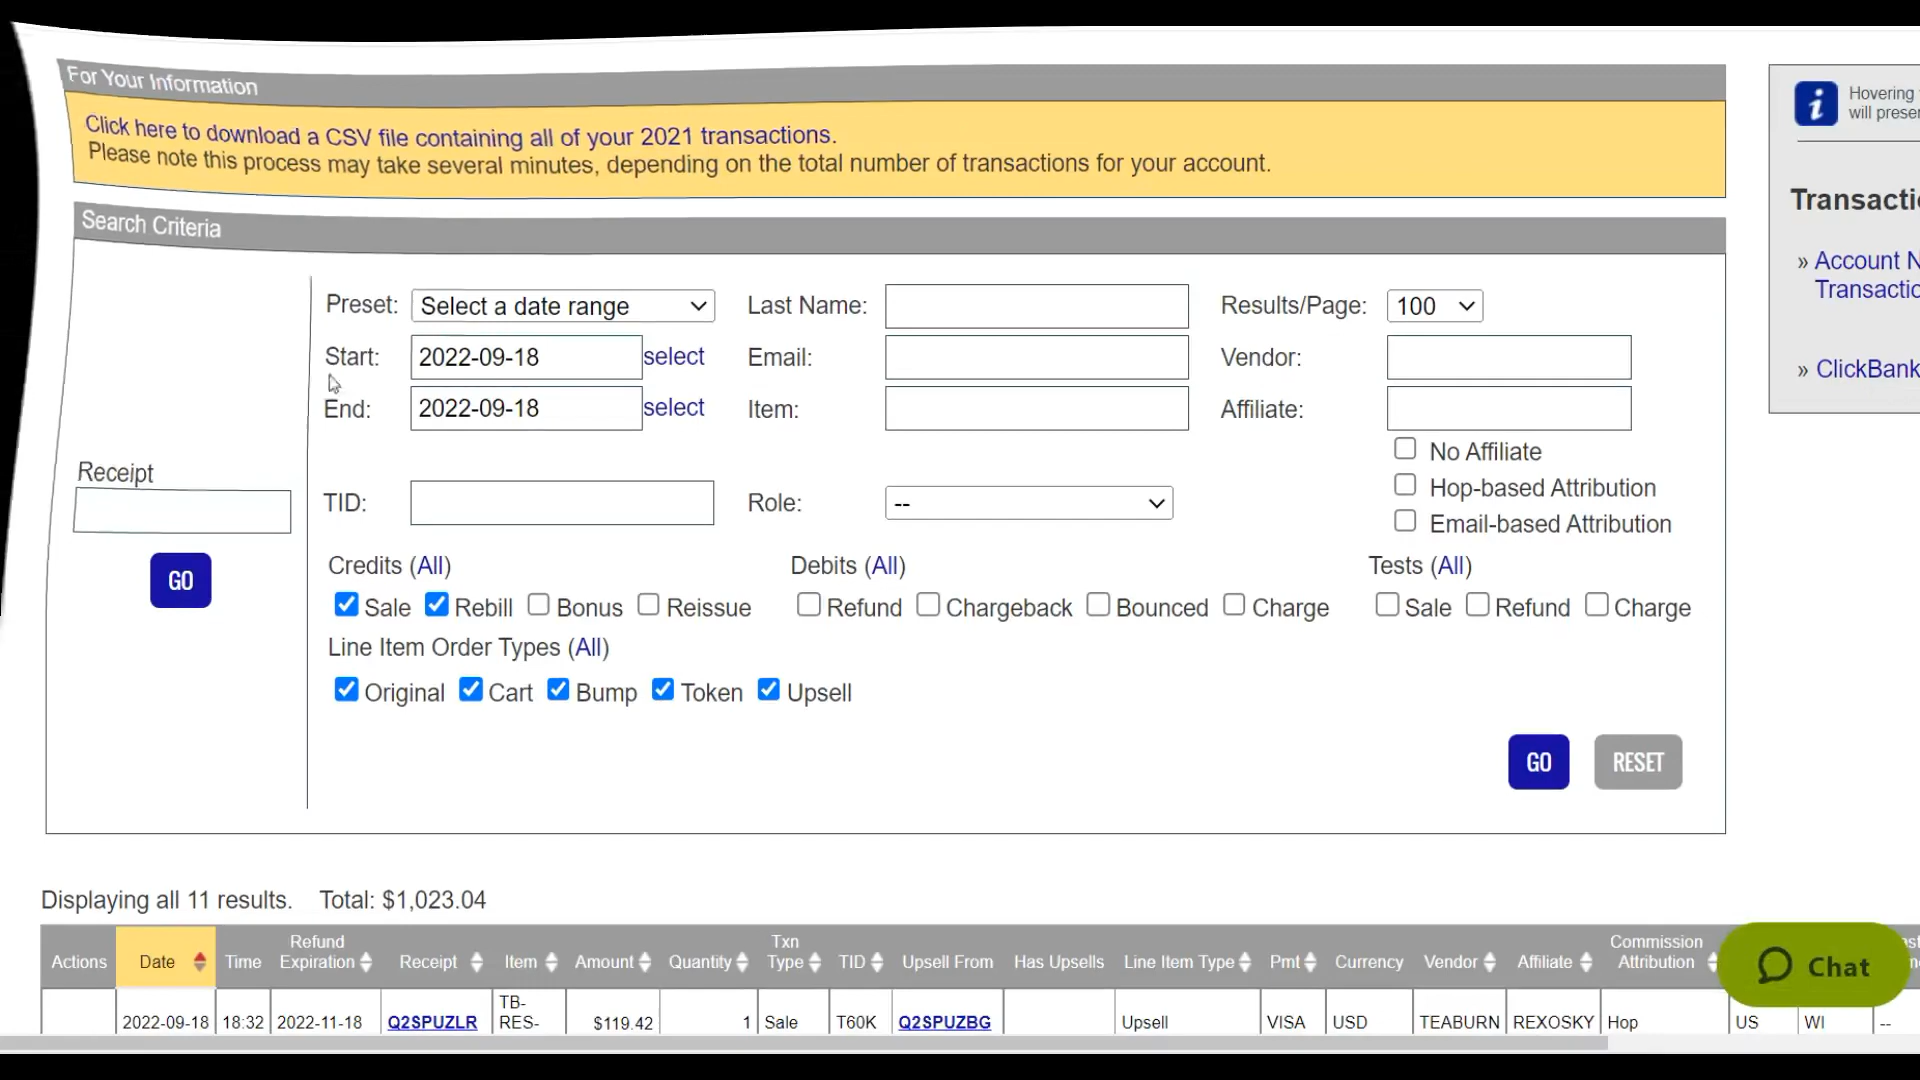 For Your Information
Click here to download a CSV file containing all of your 2021 transactions.
Please note this process may take several minutes, depending on the total number of transactions for your account.
Search Criteria
Receipt
GO
Preset: Select a date range
Start: 2022-09-18 select
End: 2022-09-18 select
TID:
Last Name:
Email:
Item:
Role: --
Results/Page: 100
Vendor:
Affiliate:
No Affiliate
Hop-based Attribution
Email-based Attribution
Credits (All)
Sale Rebill Bonus Reissue
Debits (All)
Refund Chargeback Bounced Charge
Tests (All)
Sale Refund Charge
Line Item Order Types (All)
Original Cart Bump Token Upsell
GO RESET
Hovering
will
Account
ClickBank
Displaying all 11 results. Total: $1,023.04
Actions Date Time Refund Expiration Receipt Item Amount Quantity Txn Type TID Upsell From Has Upsells Line Item Type Pmt Currency Vendor Affiliate Commission Attribution
2022-09-18 18:32 2022-11-18 Q2SPUZLR TB-RES- $119.42 1 Sale T60K Q2SPUZBG Upsell VISA USD TEABURN REXOSKY Hop US WI --
Chat